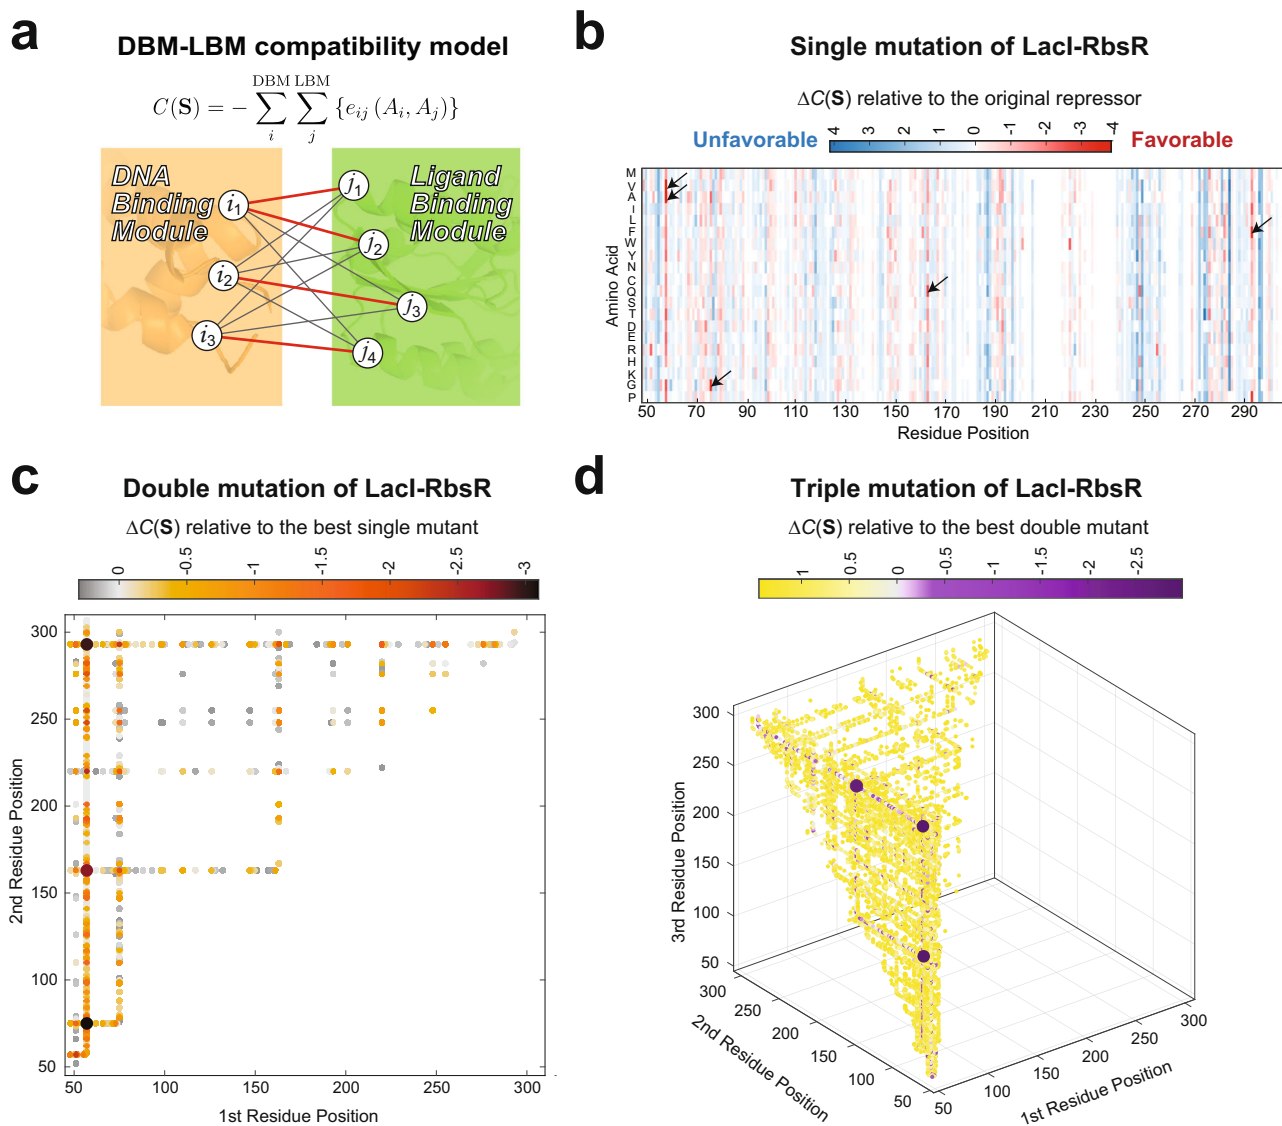 a
DBM-LBM compatibility model
DBM LBM
C(S) = − ∑ ∑ {e_ij (A_i, A_j)}
i j
DNA
Binding
Module
Ligand
Binding
Module
i1
i2
i3
j1
j2
j3
j4
b
Single mutation of LacI-RbsR
ΔC(S) relative to the original repressor
Unfavorable
4 3 2 1 0 -1 -2 -3 -4
Favorable
Amino Acid
M
V
A
I
L
F
W
Y
N
C
Q
S
T
D
E
R
H
K
G
P
50 70 90 110 130 150 170 190 210 230 250 270 290
Residue Position
c
Double mutation of LacI-RbsR
ΔC(S) relative to the best single mutant
0 -0.5 -1 -1.5 -2 -2.5 -3
2nd Residue Position
300
250
200
150
100
50
50 100 150 200 250 300
1st Residue Position
d
Triple mutation of LacI-RbsR
ΔC(S) relative to the best double mutant
1 0.5 0 -0.5 -1 -1.5 -2 -2.5
3rd Residue Position
300
250
200
150
100
50
300 250 200 150 100 50
2nd Residue Position
50 100 150 200 250 300
1st Residue Position